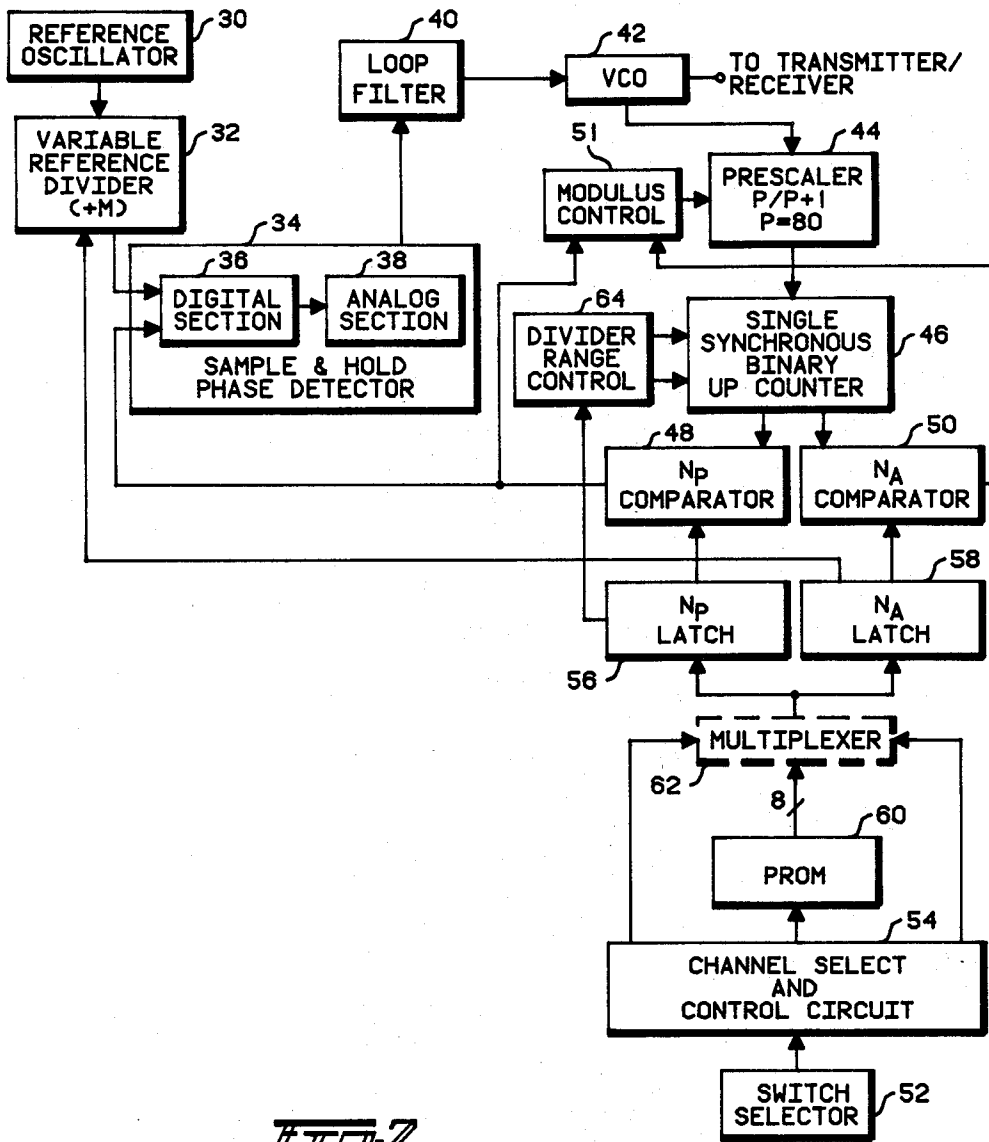 30
REFERENCE
OSCILLATOR
40
LOOP
FILTER
42
VCO
TO TRANSMITTER/
RECEIVER
32
VARIABLE
REFERENCE
DIVIDER
(+M)
51
MODULUS
CONTROL
44
PRESCALER
P/P+1
P=80
34
36
DIGITAL
SECTION
38
ANALOG
SECTION
SAMPLE & HOLD
PHASE DETECTOR
64
DIVIDER
RANGE
CONTROL
SINGLE
SYNCHRONOUS
BINARY
UP COUNTER
46
48
NP
COMPARATOR
50
NA
COMPARATOR
NP
LATCH
56
58
NA
LATCH
MULTIPLEXER
62
8
60
PROM
54
CHANNEL SELECT
AND
CONTROL CIRCUIT
SWITCH
SELECTOR
52